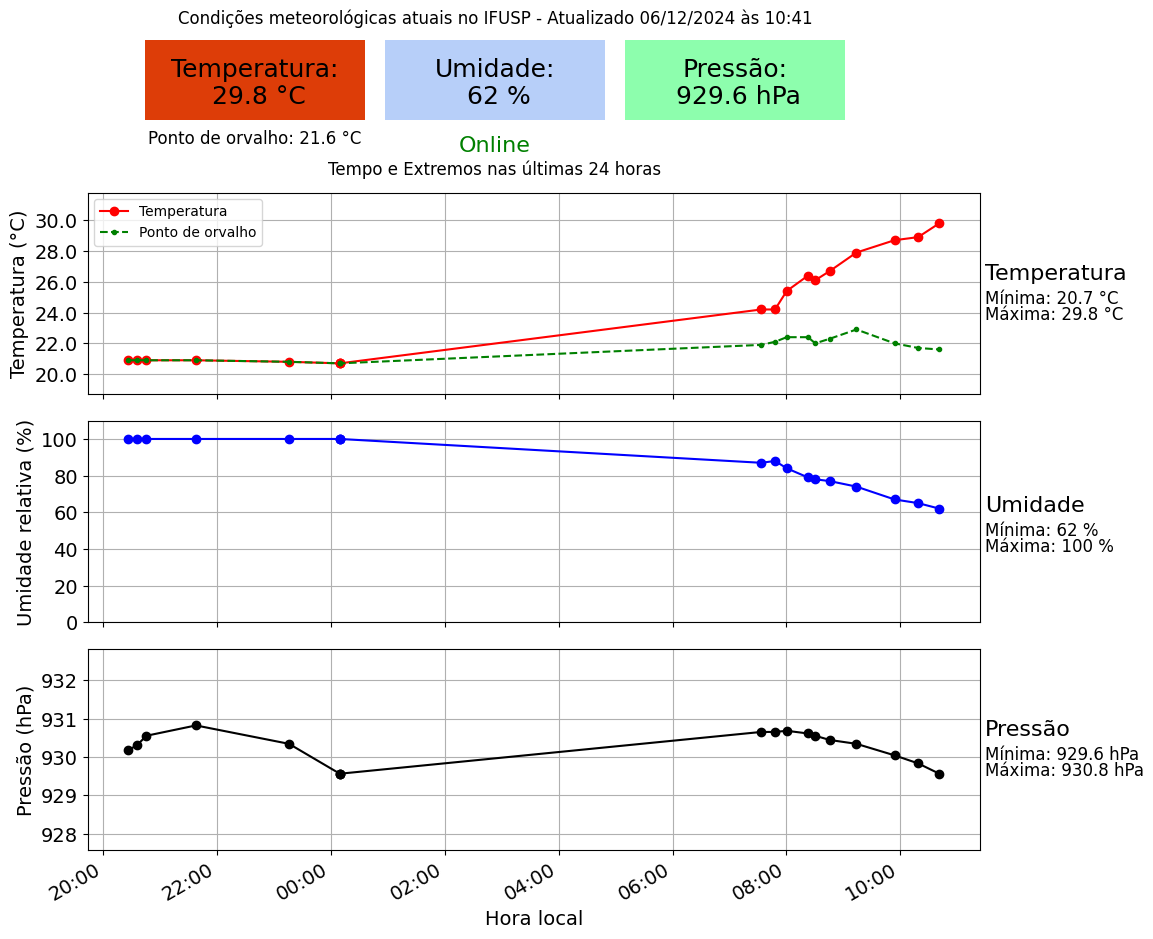 Condições meteorológicas atuais no IFUSP - Atualizado 06/12/2024 às 10:41
Temperatura:
29.8 °C
Umidade:
62 %
Pressão:
929.6 hPa
Ponto de orvalho: 21.6 °C
Online
Tempo e Extremos nas últimas 24 horas
Temperatura (°C)
30.0
28.0
26.0
24.0
22.0
20.0
Temperatura
Ponto de orvalho
Temperatura
Mínima: 20.7 °C
Máxima: 29.8 °C
Umidade relativa (%)
100
80
60
40
20
0
Umidade
Mínima: 62 %
Máxima: 100 %
Pressão (hPa)
932
931
930
929
928
Pressão
Mínima: 929.6 hPa
Máxima: 930.8 hPa
20:00
22:00
00:00
02:00
04:00
06:00
08:00
10:00
Hora local